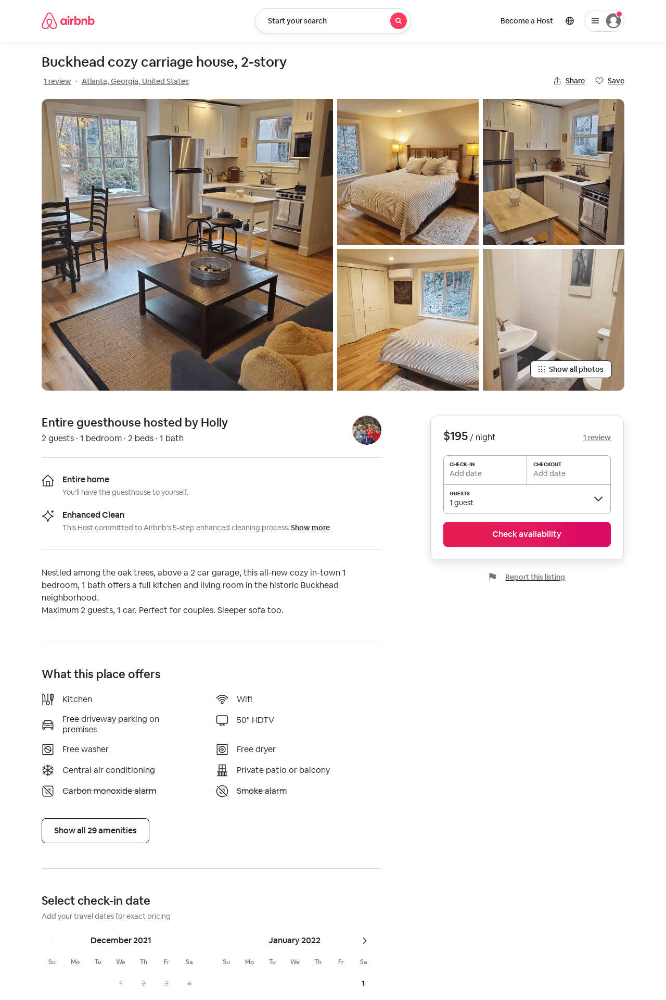 airbnb
Start your search
Become a Host
Buckhead cozy carriage house, 2-story
1 review · Atlanta, Georgia, United States
Share
Save
Show all photos
Entire guesthouse hosted by Holly
2 guests · 1 bedroom · 2 beds · 1 bath
Entire home
You’ll have the guesthouse to yourself.
Enhanced Clean
This Host committed to Airbnb's 5-step enhanced cleaning process. Show more
$195 / night
1 review
CHECK-IN
Add date
CHECKOUT
Add date
GUESTS
1 guest
Check availability
Report this listing
Nestled among the oak trees, above a 2 car garage, this all-new cozy in-town 1
bedroom, 1 bath offers a full kitchen and living room in the historic Buckhead
neighborhood.
Maximum 2 guests, 1 car. Perfect for couples. Sleeper sofa too.
What this place offers
Kitchen
Wifi
Free driveway parking on
premises
50" HDTV
Free washer
Free dryer
Central air conditioning
Private patio or balcony
Carbon monoxide alarm
Smoke alarm
Show all 29 amenities
Select check-in date
Add your travel dates for exact pricing
December 2021
January 2022
Su Mo Tu We Th Fr Sa
Su Mo Tu We Th Fr Sa
1 2 3 4
1